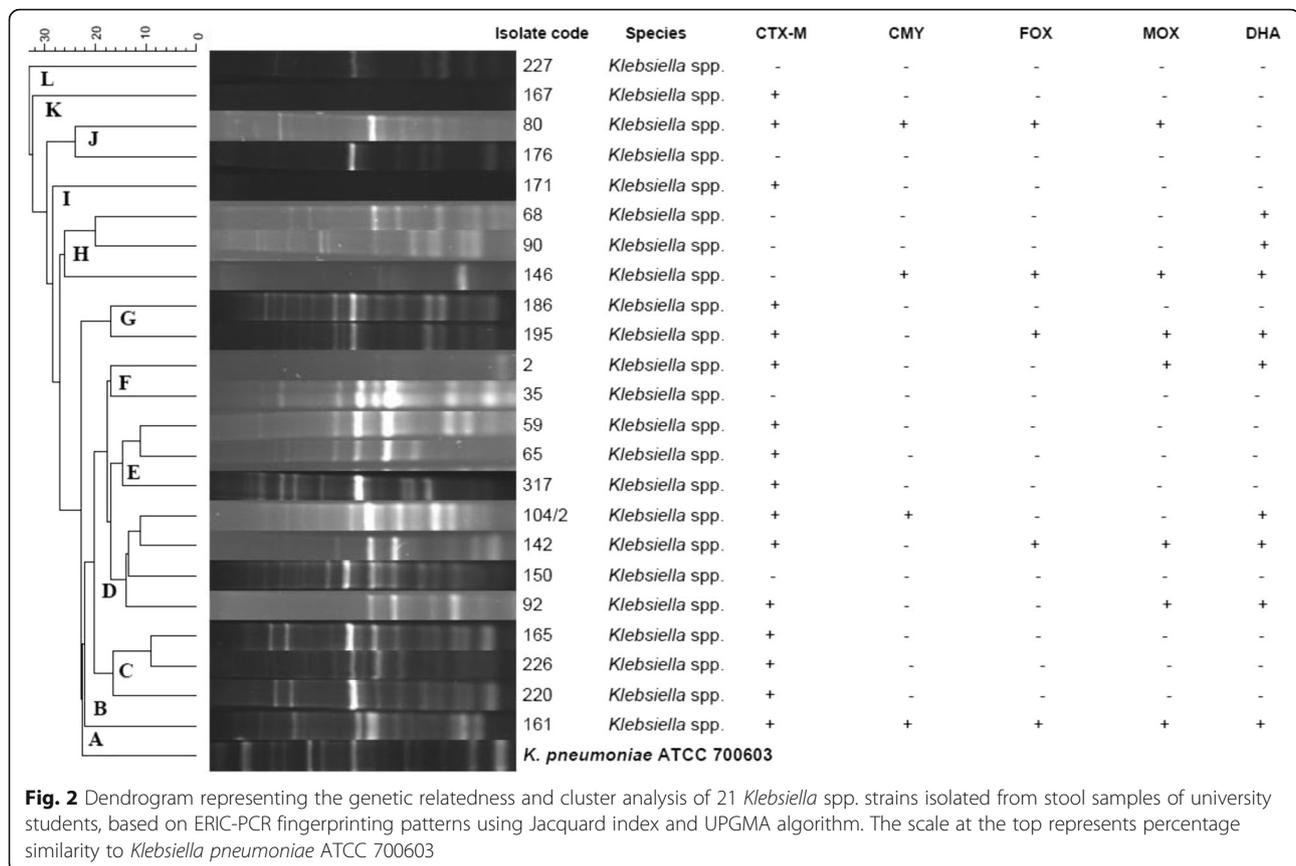 30 20 10 0
Isolate code Species CTX-M CMY FOX MOX DHA
L 227 Klebsiella spp. - - - - -
K 167 Klebsiella spp. + - - - -
80 Klebsiella spp. + + + + -
J 176 Klebsiella spp. - - - - -
I 171 Klebsiella spp. + - - - -
68 Klebsiella spp. - - - - +
H 90 Klebsiella spp. - - - - +
146 Klebsiella spp. - + + + +
G 186 Klebsiella spp. + - - - -
195 Klebsiella spp. + - + + +
2 Klebsiella spp. + - - + +
F 35 Klebsiella spp. - - - - -
59 Klebsiella spp. + - - - -
65 Klebsiella spp. + - - - -
E 317 Klebsiella spp. + - - - -
104/2 Klebsiella spp. + + - - +
142 Klebsiella spp. + - + + +
D 150 Klebsiella spp. - - - - -
92 Klebsiella spp. + - - + +
165 Klebsiella spp. + - - - -
C 226 Klebsiella spp. + - - - -
B 220 Klebsiella spp. + - - - -
A 161 Klebsiella spp. + + + + +
K. pneumoniae ATCC 700603
Fig. 2 Dendrogram representing the genetic relatedness and cluster analysis of 21 Klebsiella spp. strains isolated from stool samples of university
students, based on ERIC-PCR fingerprinting patterns using Jacquard index and UPGMA algorithm. The scale at the top represents percentage
similarity to Klebsiella pneumoniae ATCC 700603